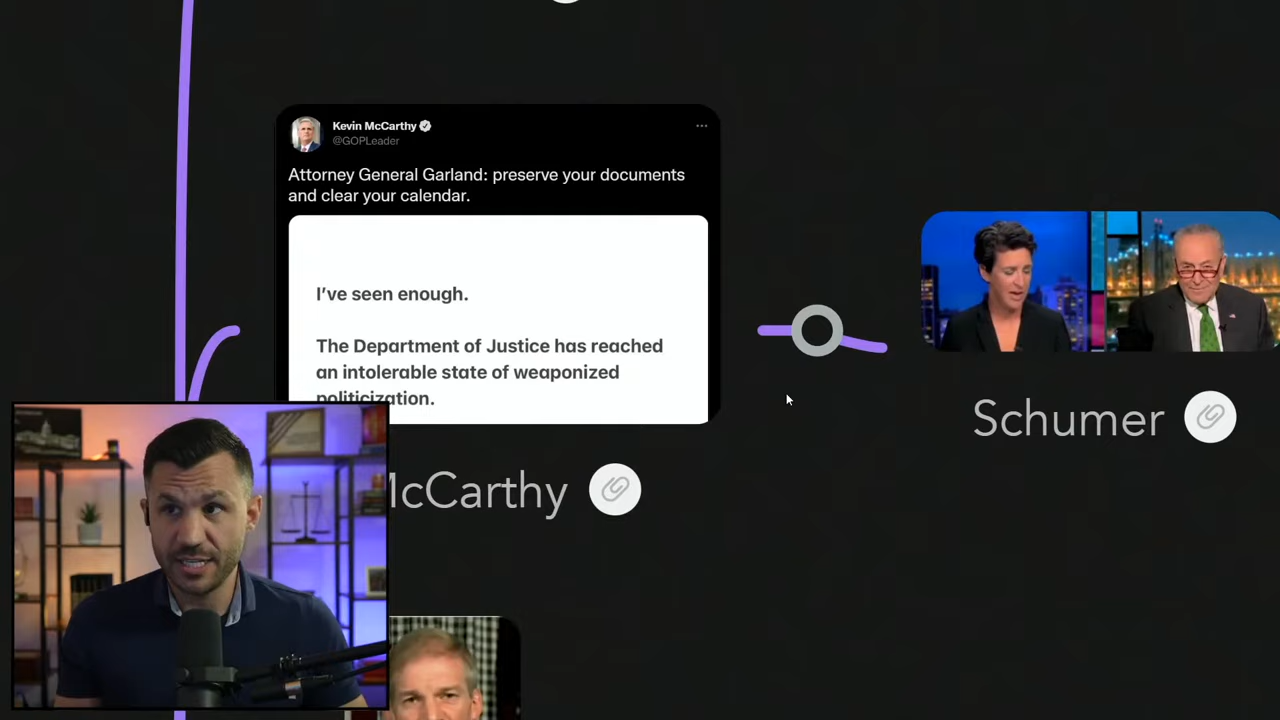 Kevin McCarthy
@GOPLeader
Attorney General Garland: preserve your documents
and clear your calendar.
I’ve seen enough.
The Department of Justice has reached
an intolerable state of weaponized
politicization.
McCarthy
Schumer